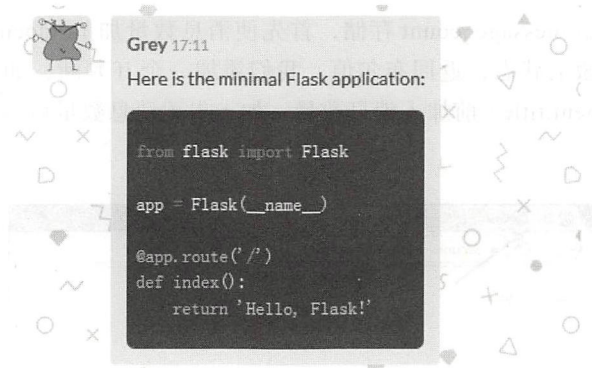 Grey 17:11
Here is the minimal Flask application:
from flask import Flask
app = Flask(__name__)
@app.route('/')
def index():
    return 'Hello, Flask!'